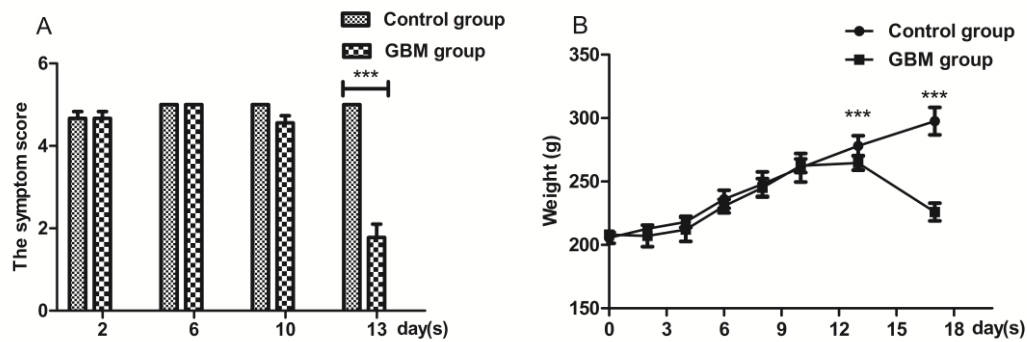 A
Control group
GBM group
***
The symptom score
6
4
2
0
2 6 10 13 day(s)
B
Control group
GBM group
*** ***
Weight (g)
350
300
250
200
150
0 3 6 9 12 15 18 day(s)